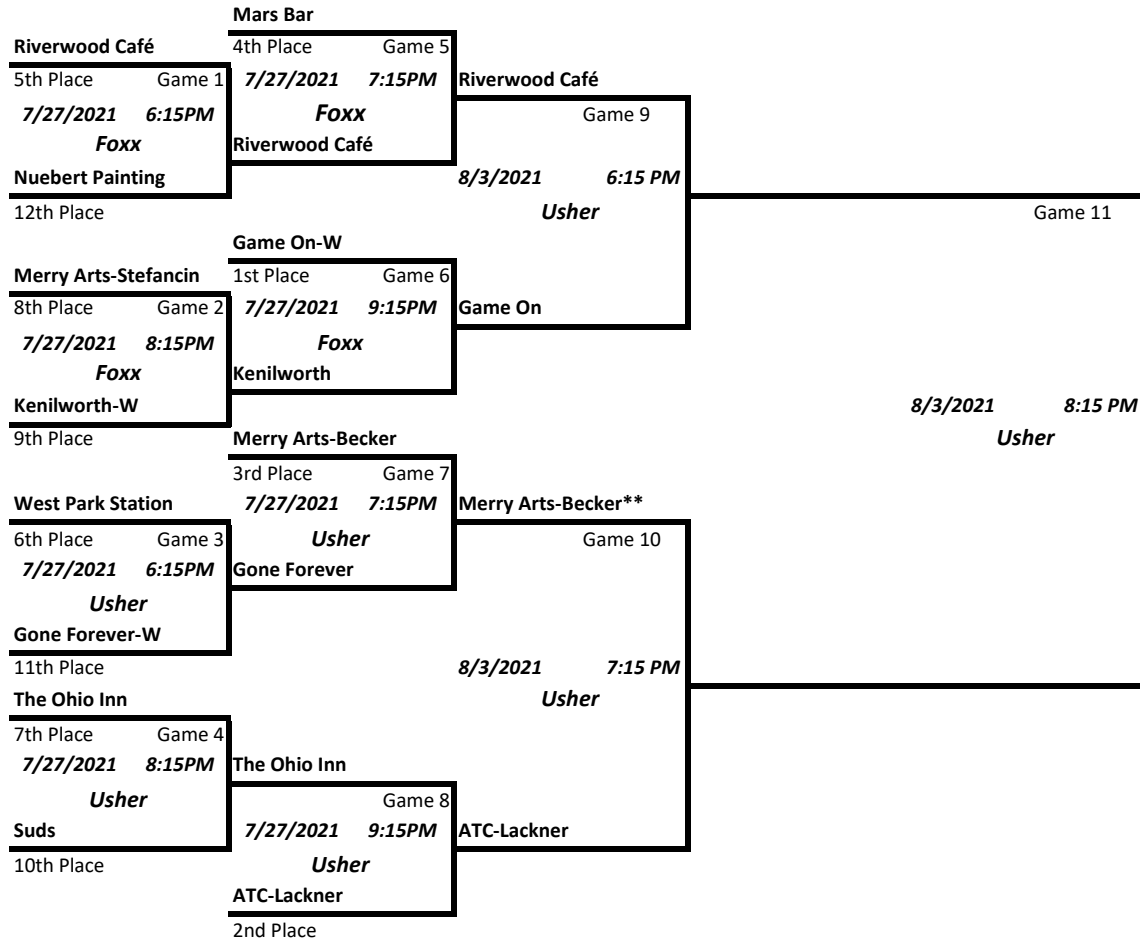 Mars Bar
Riverwood Café 4th Place Game 5
5th Place Game 1 7/27/2021 7:15PM Riverwood Café
7/27/2021 6:15PM Foxx Game 9
Foxx Riverwood Café
Nuebert Painting 8/3/2021 6:15 PM
12th Place Usher Game 11
Game On-W
Merry Arts-Stefancin 1st Place Game 6
8th Place Game 2 7/27/2021 9:15PM Game On
7/27/2021 8:15PM Foxx
Foxx Kenilworth
Kenilworth-W 8/3/2021 8:15 PM
9th Place Merry Arts-Becker Usher
3rd Place Game 7
West Park Station 7/27/2021 7:15PM Merry Arts-Becker**
6th Place Game 3 Usher Game 10
7/27/2021 6:15PM Gone Forever
Usher
Gone Forever-W
11th Place 8/3/2021 7:15 PM
The Ohio Inn Usher
7th Place Game 4
7/27/2021 8:15PM The Ohio Inn
Usher Game 8
Suds 7/27/2021 9:15PM ATC-Lackner
10th Place Usher
ATC-Lackner
2nd Place